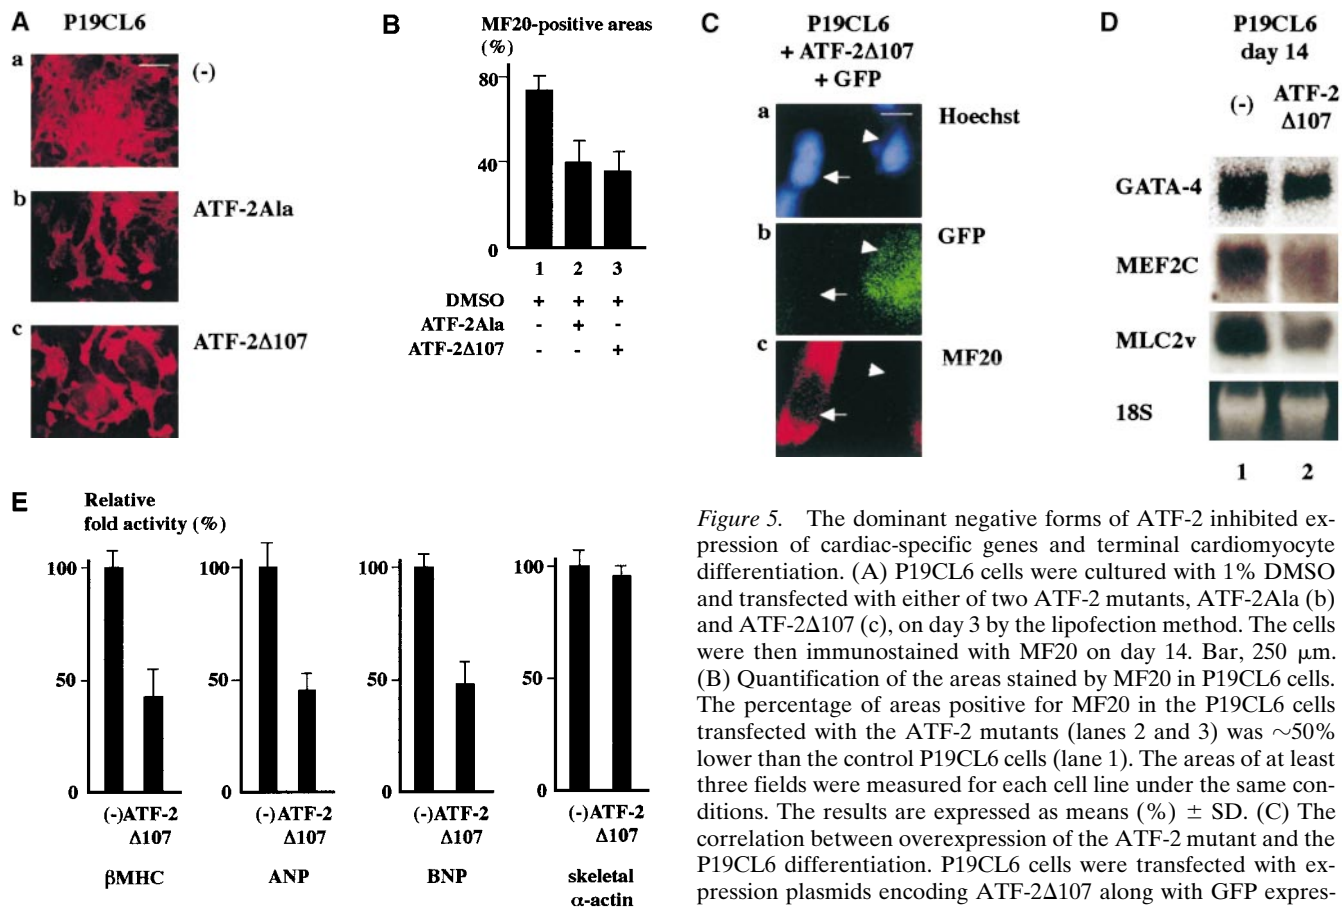 A P19CL6
a (-)
b ATF-2Ala
c ATF-2Δ107
B MF20-positive areas
(%)
80
40
0
1 2 3
DMSO + + +
ATF-2Ala - + -
ATF-2Δ107 - - +
C P19CL6
+ ATF-2Δ107
+ GFP
a Hoechst
b GFP
c MF20
D P19CL6
day 14
(-) ATF-2
Δ107
GATA-4
MEF2C
MLC2v
18S
1 2
E Relative
fold activity (%)
100 100 100 100
50 50 50 50
0 0 0 0
(-) ATF-2 (-) ATF-2 (-) ATF-2 (-) ATF-2
Δ107 Δ107 Δ107 Δ107
βMHC ANP BNP skeletal
α-actin
Figure 5. The dominant negative forms of ATF-2 inhibited ex-
pression of cardiac-specific genes and terminal cardiomyocyte
differentiation. (A) P19CL6 cells were cultured with 1% DMSO
and transfected with either of two ATF-2 mutants, ATF-2Ala (b)
and ATF-2Δ107 (c), on day 3 by the lipofection method. The cells
were then immunostained with MF20 on day 14. Bar, 250 μm.
(B) Quantification of the areas stained by MF20 in P19CL6 cells.
The percentage of areas positive for MF20 in the P19CL6 cells
transfected with the ATF-2 mutants (lanes 2 and 3) was ∼50%
lower than the control P19CL6 cells (lane 1). The areas of at least
three fields were measured for each cell line under the same con-
ditions. The results are expressed as means (%) ± SD. (C) The
correlation between overexpression of the ATF-2 mutant and the
P19CL6 differentiation. P19CL6 cells were transfected with ex-
pression plasmids encoding ATF-2Δ107 along with GFP expres-